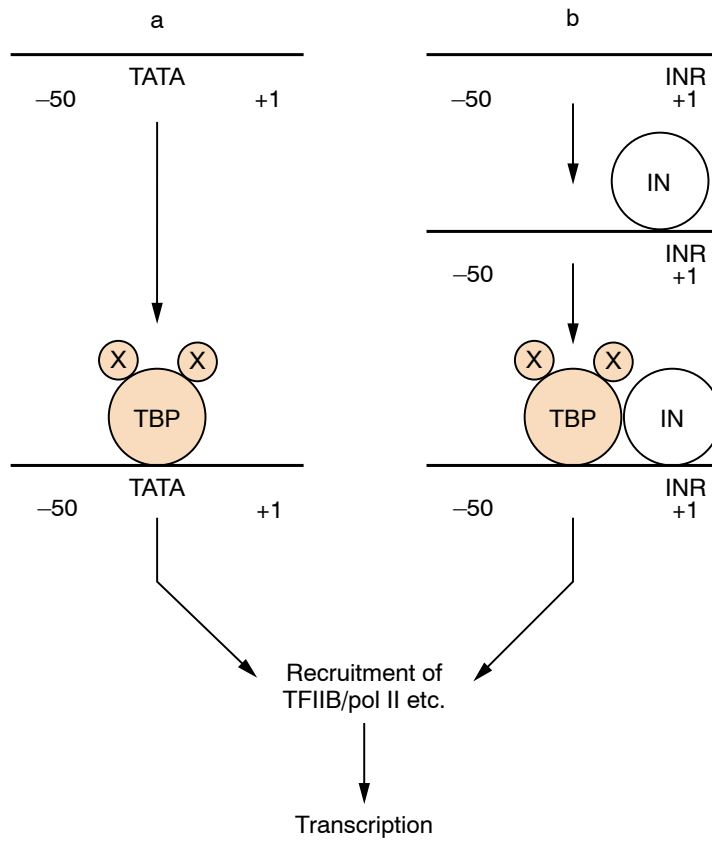 a
TATA
–50 +1
X X
TBP
TATA
–50 +1
b
INR
–50 +1
IN
INR
–50 +1
X X
TBP IN
INR
–50 +1
Recruitment of
TFIIB/pol II etc.
Transcription